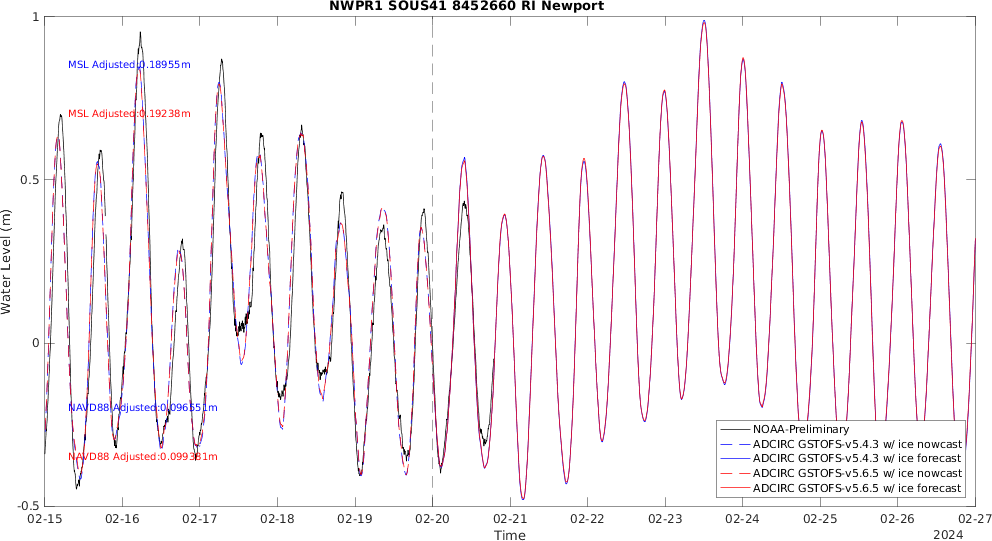 NWPR1 SOUS41 8452660 RI Newport
1
0.5
0
-0.5
Water Level (m)
MSL Adjusted:0.18955m
MSL Adjusted:0.19238m
NAVD88 Adjusted:0.096551m
NAVD88 Adjusted:0.099381m
NOAA-Preliminary
ADCIRC GSTOFS-v5.4.3 w/ ice nowcast
ADCIRC GSTOFS-v5.4.3 w/ ice forecast
ADCIRC GSTOFS-v5.6.5 w/ ice nowcast
ADCIRC GSTOFS-v5.6.5 w/ ice forecast
02-15 02-16 02-17 02-18 02-19 02-20 02-21 02-22 02-23 02-24 02-25 02-26 02-27
Time
2024